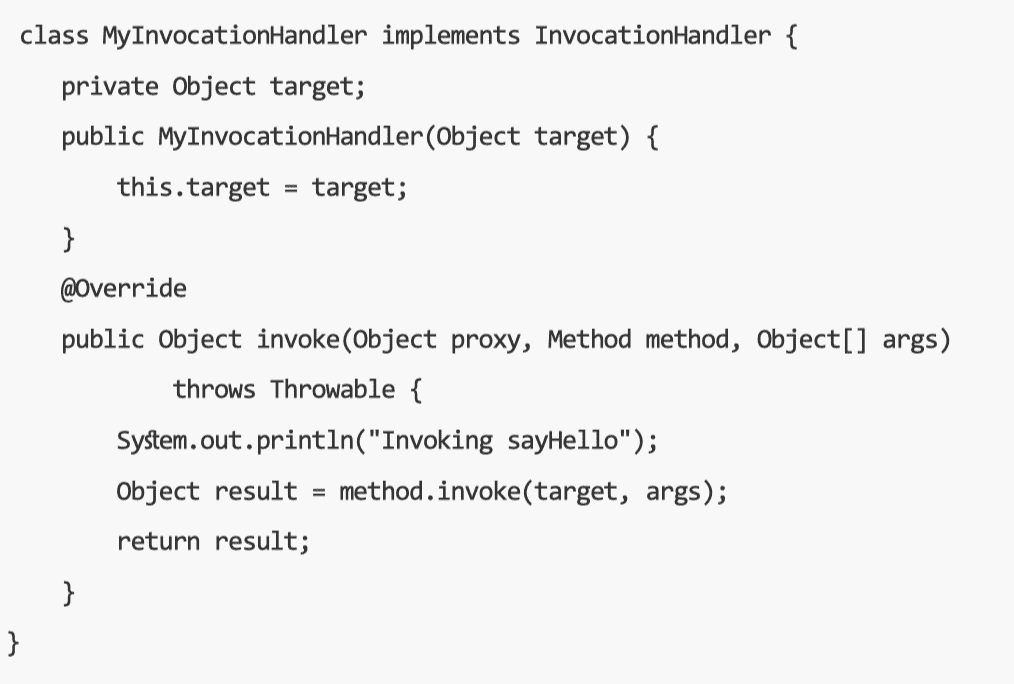 class MyInvocationHandler implements InvocationHandler {
private Object target;
public MyInvocationHandler(Object target) {
this.target = target;
}
@Override
public Object invoke(Object proxy, Method method, Object[] args)
throws Throwable {
System.out.println("Invoking sayHello");
Object result = method.invoke(target, args);
return result;
}
}